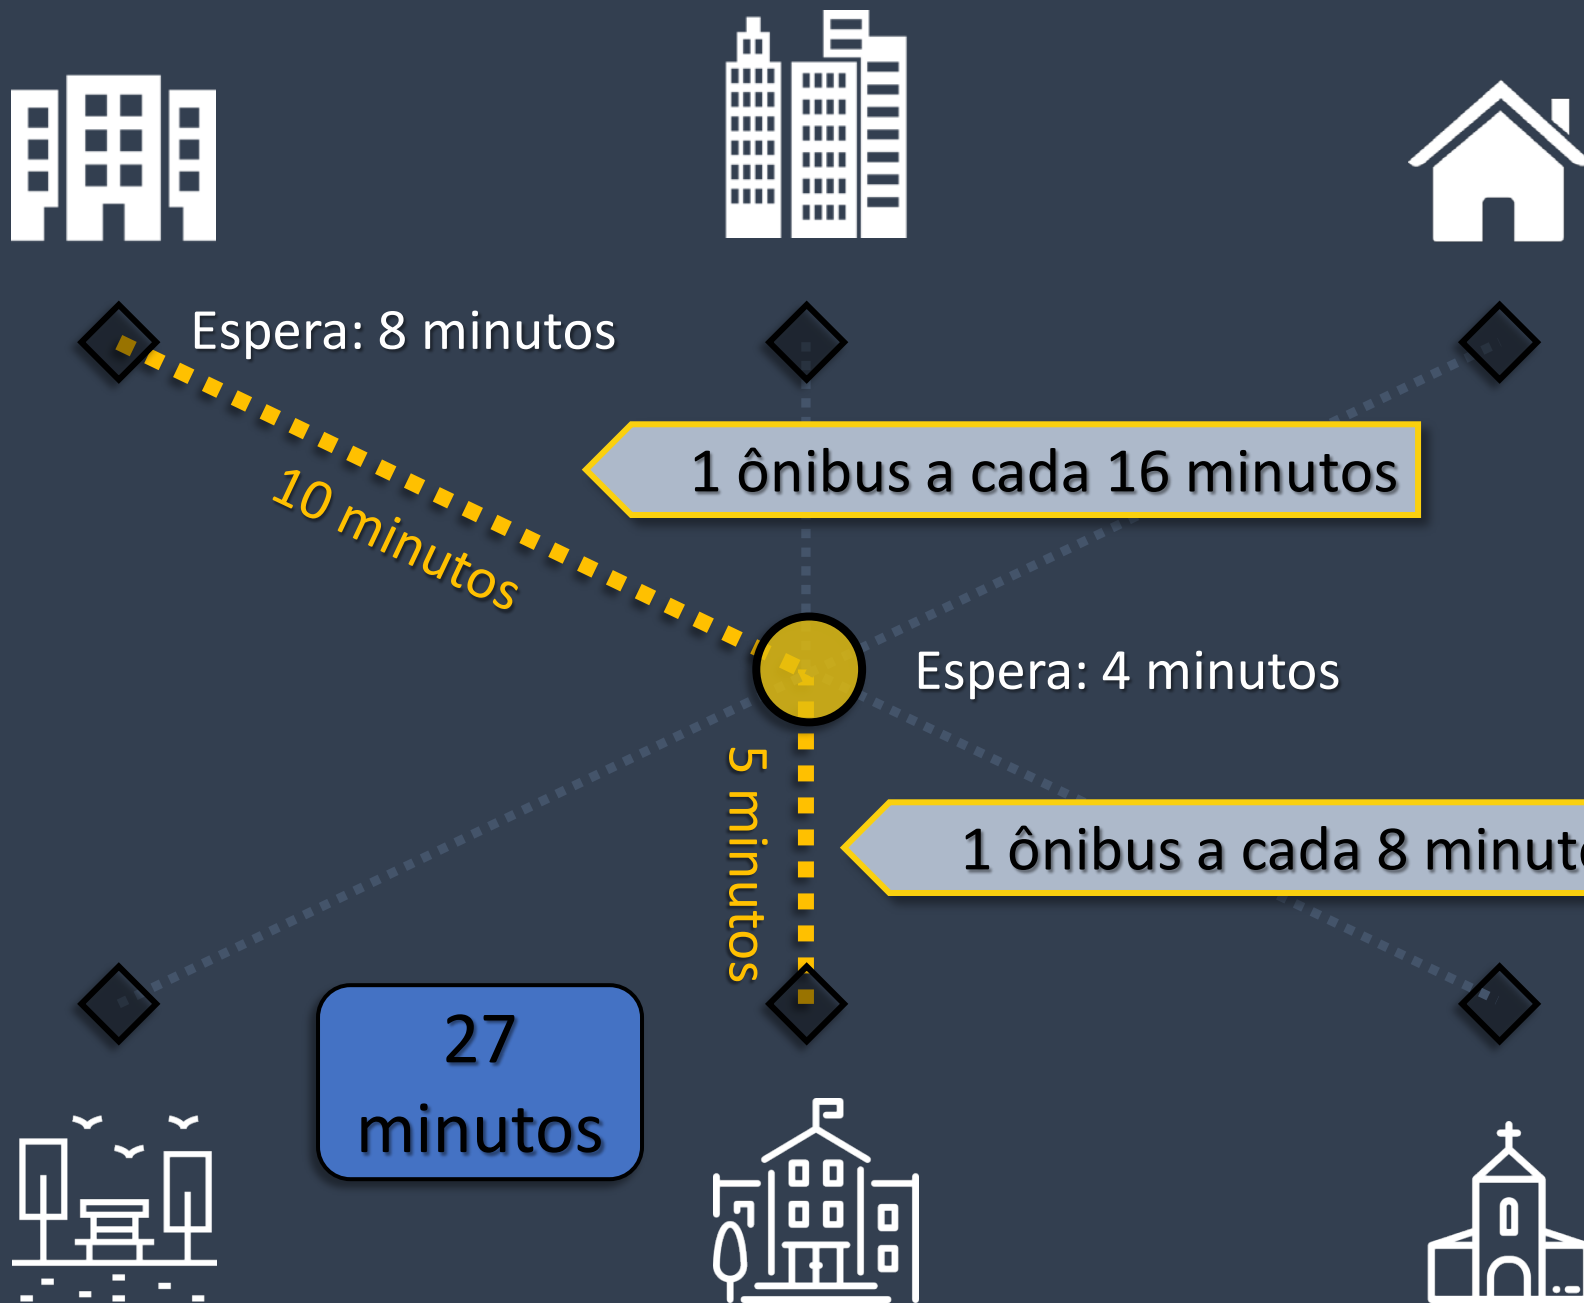 Espera: 8 minutos
1 ônibus a cada 16 minutos
10 minutos
Espera: 4 minutos
5 minutos
1 ônibus a cada 8
27
minutos